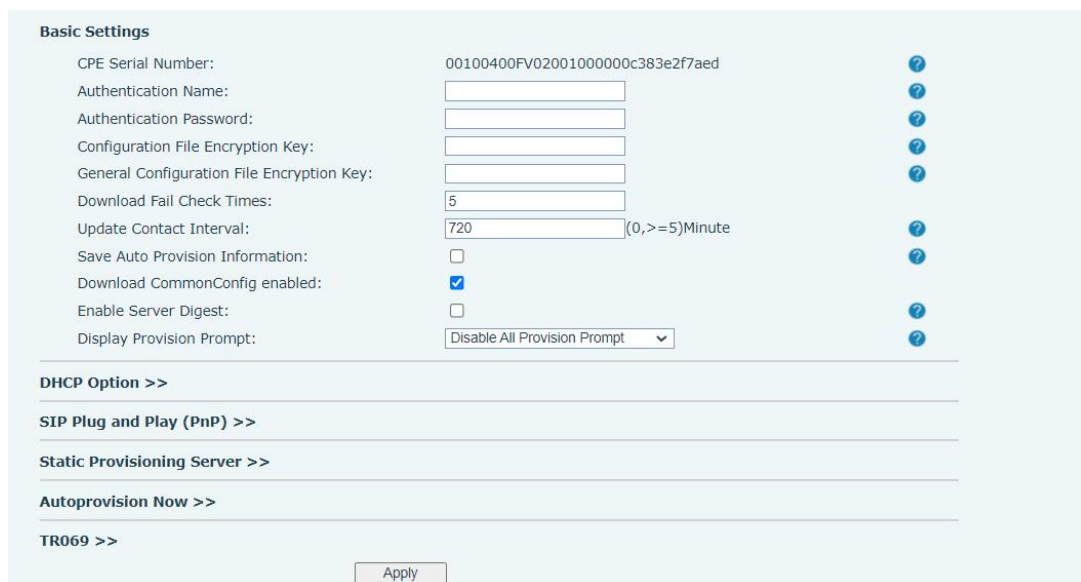 Basic Settings
CPE Serial Number: 00100400FV02001000000c383e2f7aed
Authentication Name:
Authentication Password:
Configuration File Encryption Key:
General Configuration File Encryption Key:
Download Fail Check Times: 5
Update Contact Interval: 720 (0,>=5)Minute
Save Auto Provision Information:
Download CommonConfig enabled:
Enable Server Digest:
Display Provision Prompt: Disable All Provision Prompt
DHCP Option >>
SIP Plug and Play (PnP) >>
Static Provisioning Server >>
Autoprovision Now >>
TR069 >>
Apply